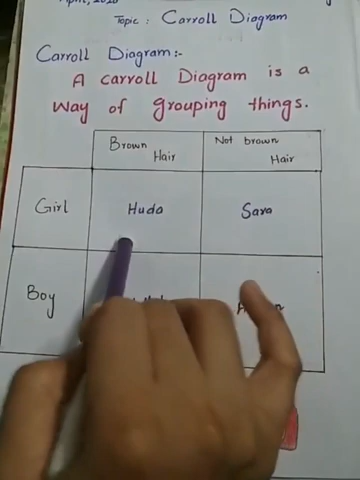 Topic : Carroll Diagram
Carroll Diagram:-
A carroll Diagram is a
way of grouping things.
Brown Hair
Not brown Hair
Girl
Huda
Sara
Boy